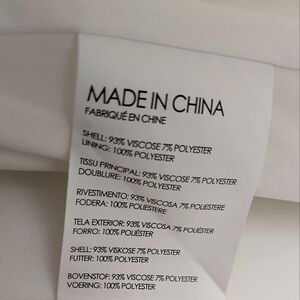 MADE IN CHINA
FABRIQUÉ EN CHINE
SHELL: 93% VISCOSE 7% POLYESTER
LINING: 100% POLYESTER
TISSU PRINCIPAL: 93% VISCOSE 7% POLYESTER
DOUBLURE: 100% POLYESTER
RIVESTIMENTO: 93% VISCOSA 7% POLIESTERE
FODERA: 100% POLIESTERE
TELA EXTERIOR: 93% VISCOSA 7% POLIÉSTER
FORRO: 100% POLIÉSTER
SHELL: 93% VISKOSE 7% POLYESTER
FUTTER: 100% POLYESTER
BOVENSTOF: 93% VISCOSE 7% POLYESTER
VOERING: 100% POLYESTER